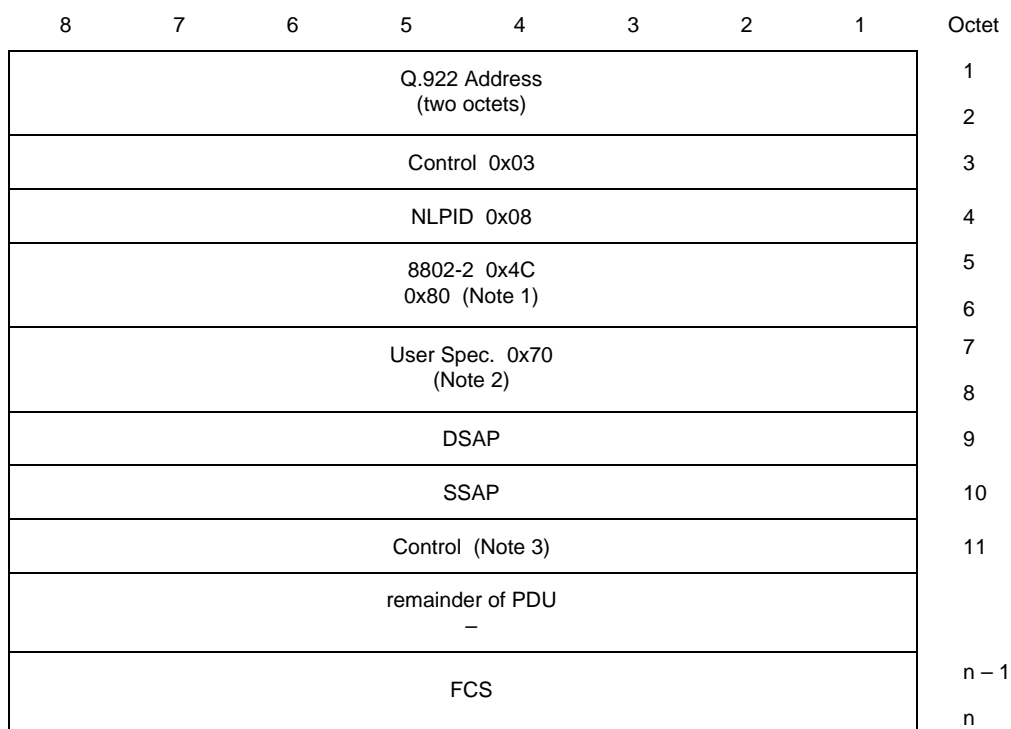 8 7 6 5 4 3 2 1 Octet
Q.922 Address
(two octets)
1
2
Control 0x03 3
NLPID 0x08 4
8802-2 0x4C
0x80 (Note 1)
5
6
User Spec. 0x70
(Note 2)
7
8
DSAP 9
SSAP 10
Control (Note 3) 11
remainder of PDU
–
FCS
n – 1
n